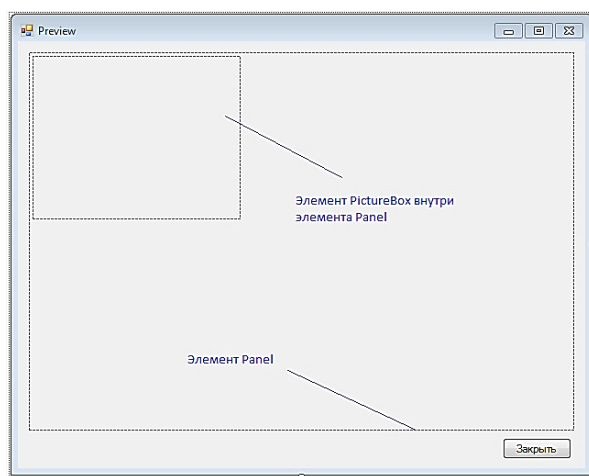 Preview
Элемент PictureBox внутри
элемента Panel
Элемент Panel
Закрыть